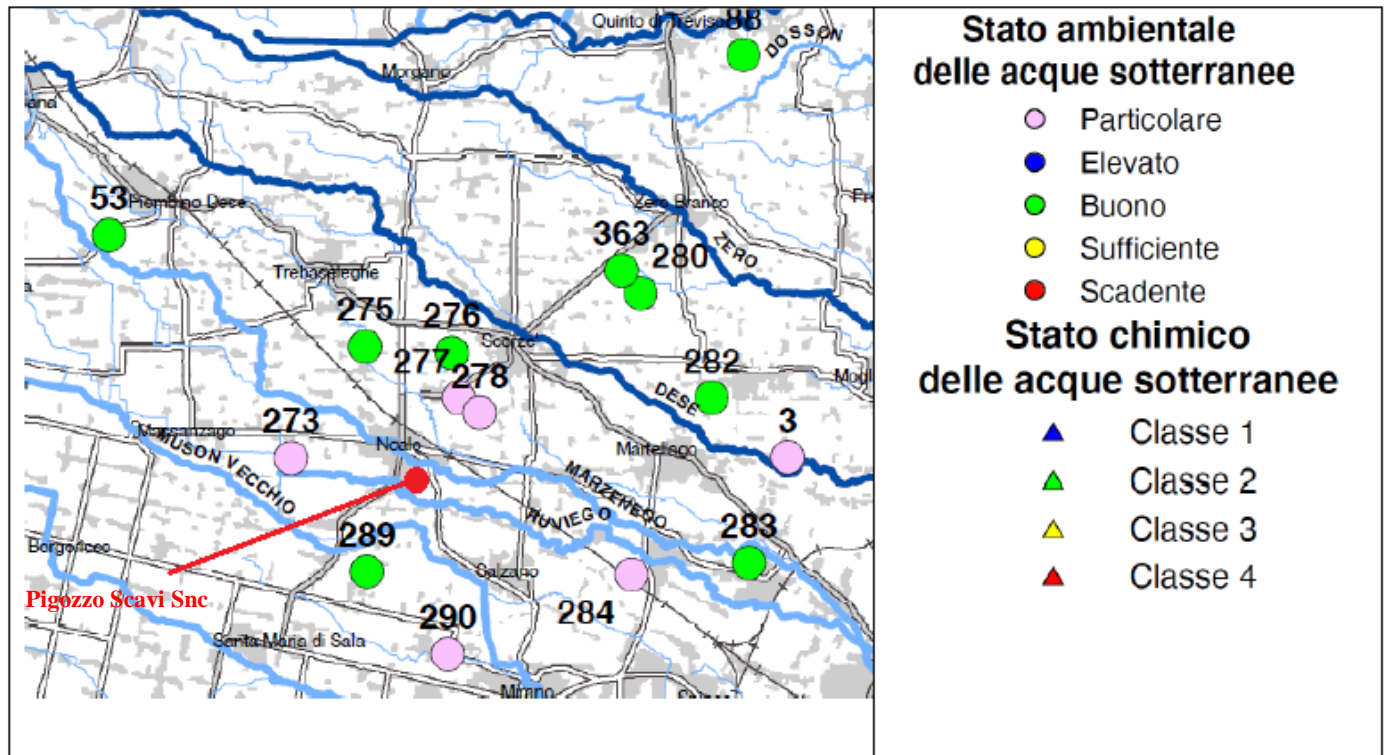 Quinto di Treviso
88
DOSSON
Morgano
53
Piombino Dese
Zero Branco
363
280
ZERO
Trebaseleghe
275
276
Scorze'
277
278
282
DESE
273
3
Massanzago
Noale
Martellago
MUSON VECCHIO
MARZENEGO
RUVIEGO
289
283
Borgoricco
Salzano
Pigozzo Scavi Snc
290
284
Santa Maria di Sala
Mirano
Stato ambientale
delle acque sotterranee
Particolare
Elevato
Buono
Sufficiente
Scadente
Stato chimico
delle acque sotterranee
Classe 1
Classe 2
Classe 3
Classe 4